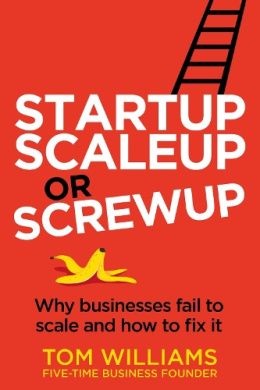 STARTUP
SCALEUP
OR
SCREWUP
Why businesses fail to
scale and how to fix it
TOM WILLIAMS
FIVE-TIME BUSINESS FOUNDER